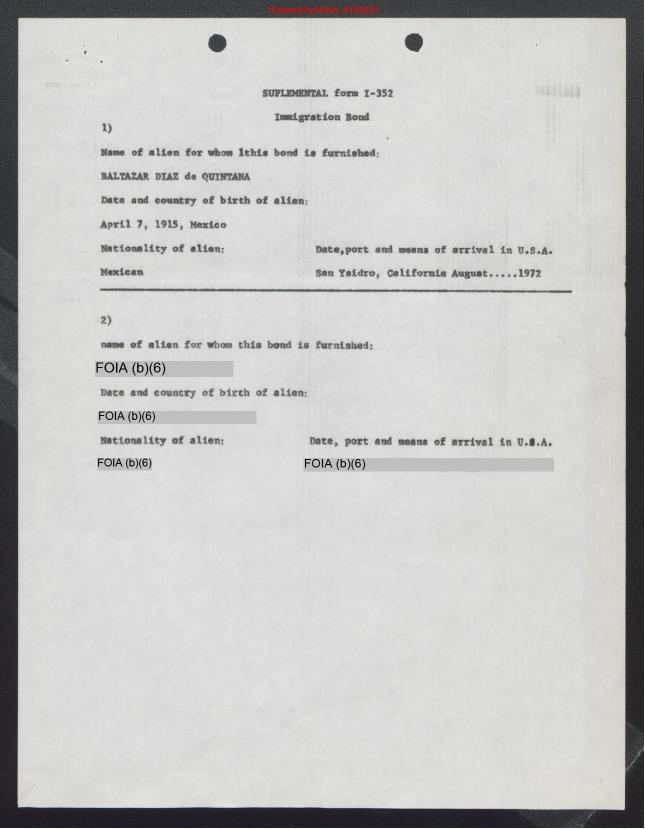 Screened by NARA, 4/19/2023
SUPLEMENTAL form I-352
Immigration Bond
1)
Name of alien for whom 1this bond is furnished:
BALTAZAR DIAZ de QUINTANA
Date and country of birth of alien:
April 7, 1915, Mexico
Nationality of alien: Date,port and means of arrival in U.S.A.
Mexican San Ysidro, California August.....1972
2)
name of alien for whom this bond is furnished:
FOIA (b)(6)
Date and country of birth of alien:
FOIA (b)(6)
Nationality of alien: Date, port and means of arrival in U.S.A.
FOIA (b)(6) FOIA (b)(6)